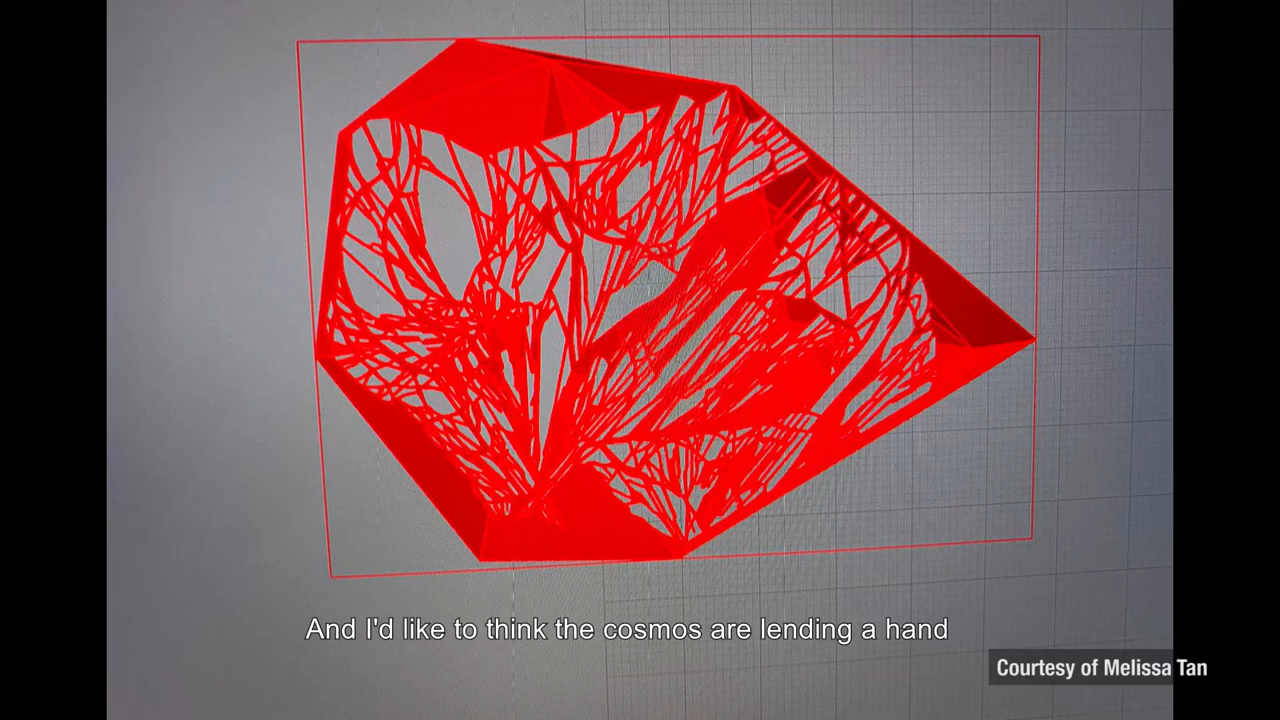 And I'd like to think the cosmos are lending a hand
Courtesy of Melissa Tan